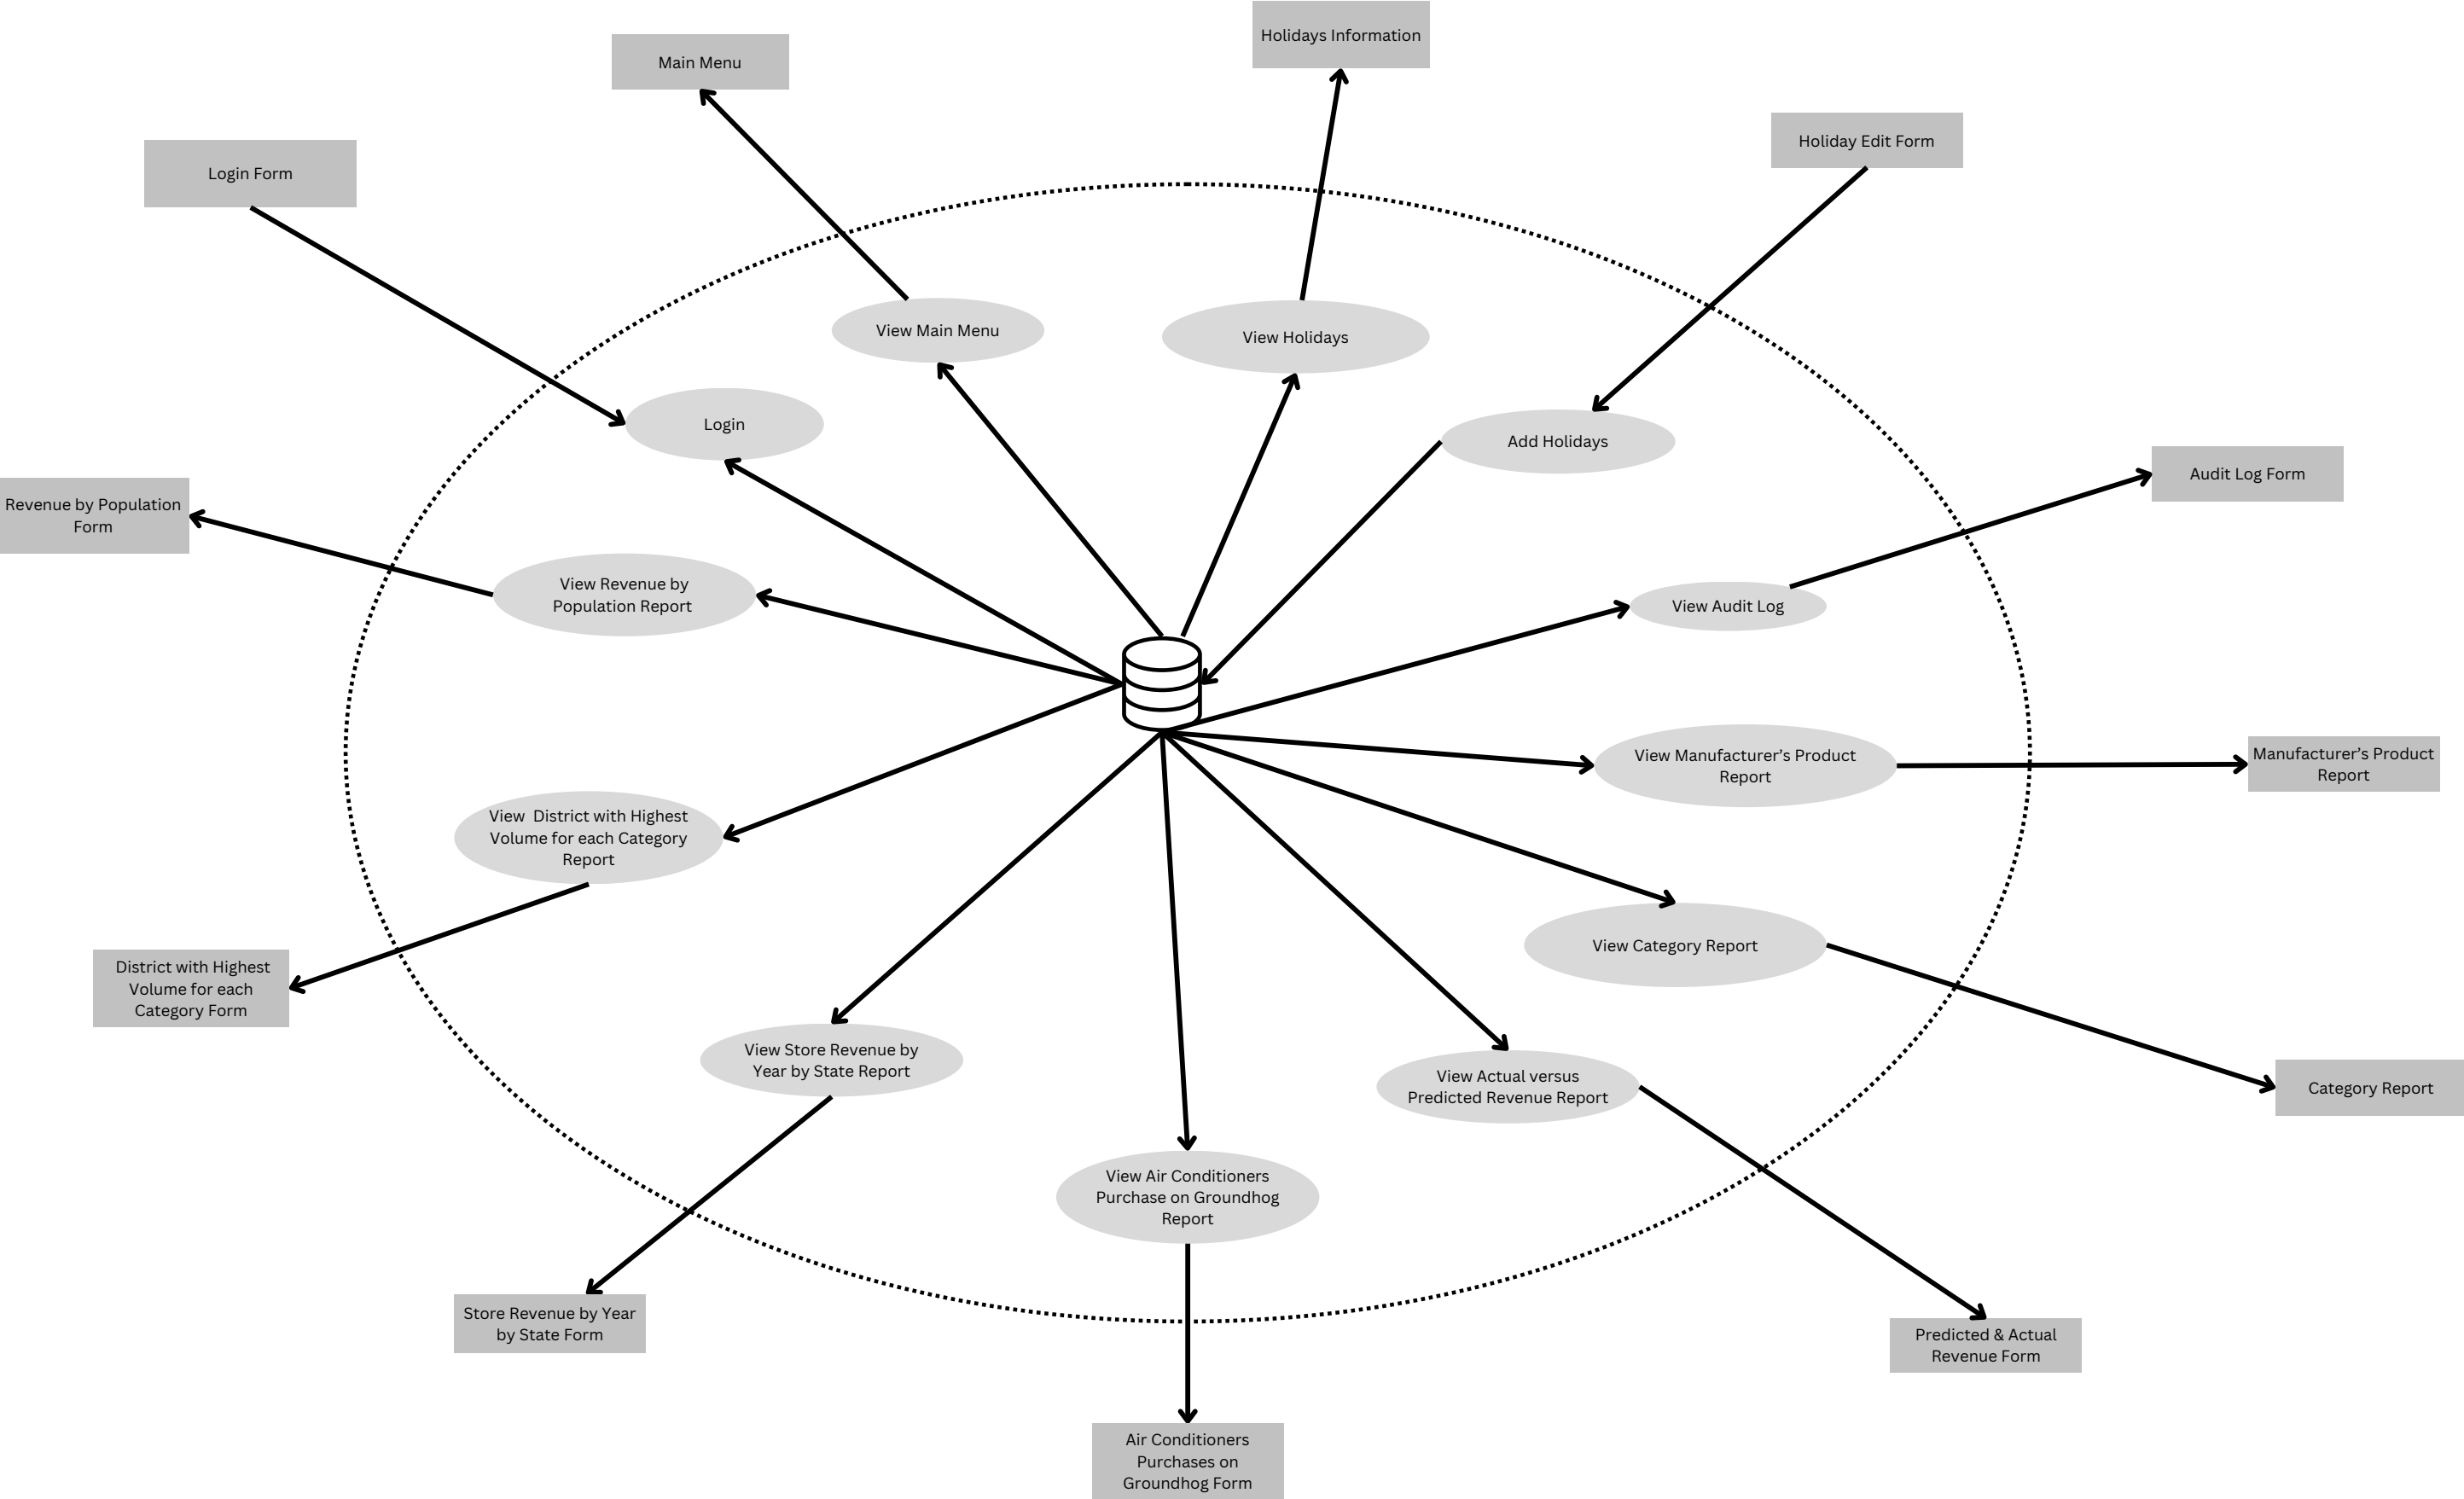 Holidays Information
Main Menu
Holiday Edit Form
Login Form
View Main Menu
View Holidays
Login
Add Holidays
Audit Log Form
Revenue by Population
Form
View Revenue by
Population Report
View Audit Log
View Manufacturer’s Product
Report
Manufacturer’s Product
Report
View  District with Highest
Volume for each Category
Report
View Category Report
District with Highest
Volume for each
Category Form
View Store Revenue by
Year by State Report
View Actual versus
Predicted Revenue Report
Category Report
View Air Conditioners
Purchase on Groundhog
Report
Store Revenue by Year
by State Form
Predicted & Actual
Revenue Form
Air Conditioners
Purchases on
Groundhog Form